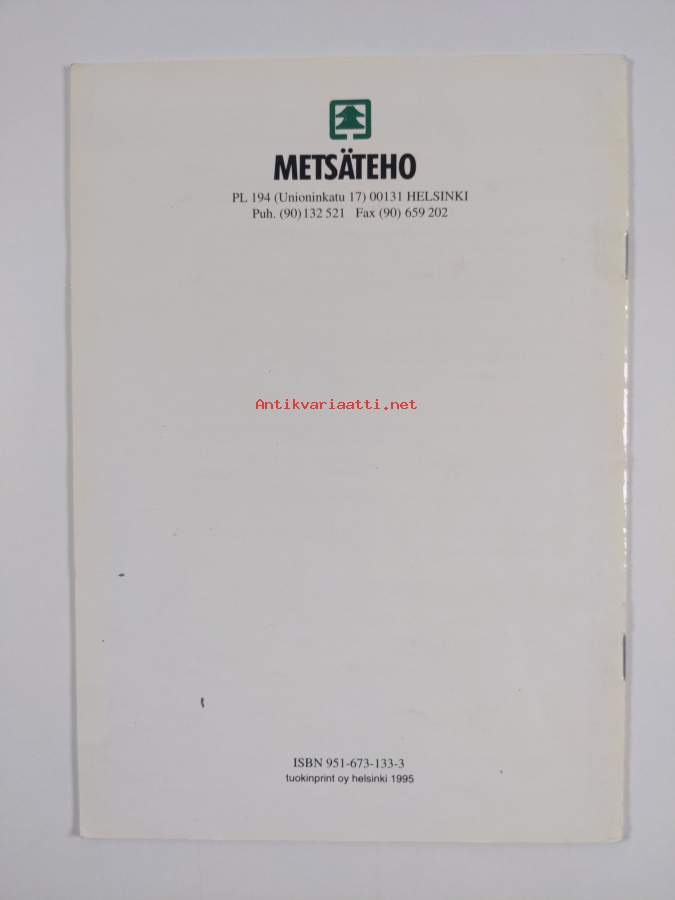 METSÄTEHO
PL 194 (Unioninkatu 17) 00131 HELSINKI
Puh. (90)132 521 Fax (90) 659 202
Antikvariaatti.net
ISBN 951-673-133-3
tuokinprint oy helsinki 1995